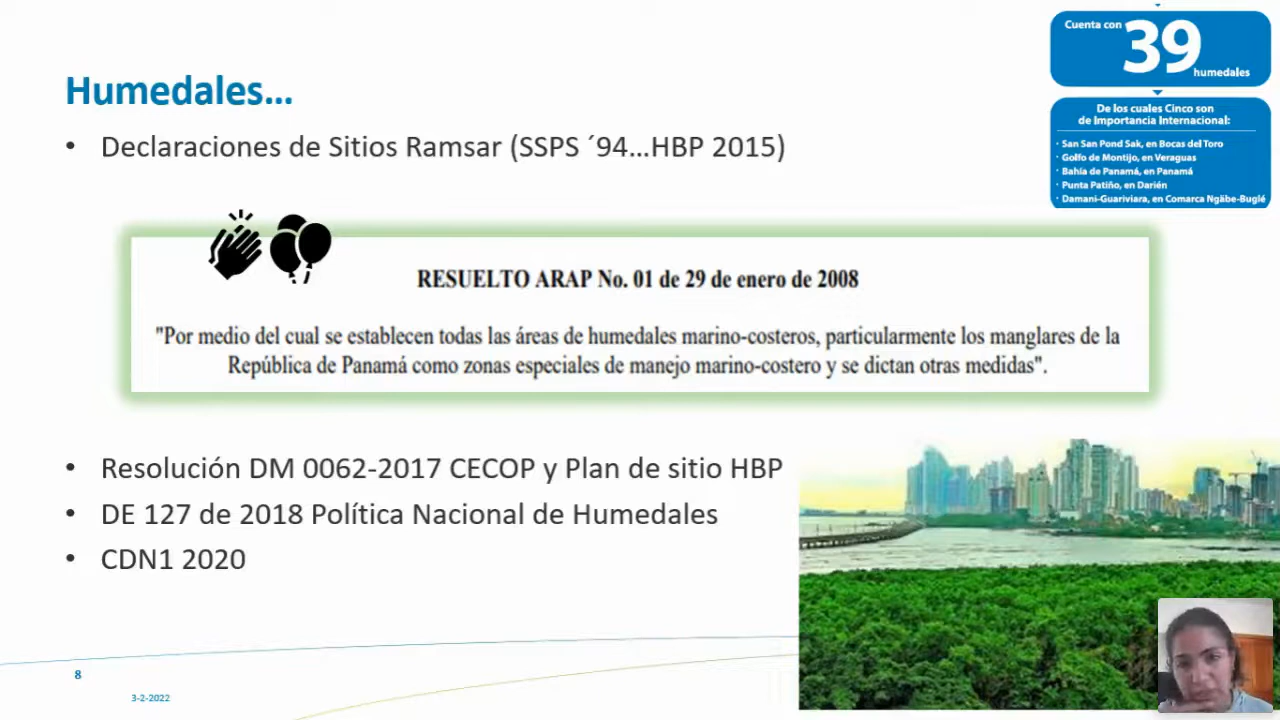 Cuenta con 39
humedales
De los cuales Cinco son
de Importancia Internacional:
· San San Pond Sak, en Bocas del Toro
· Golfo de Montijo, en Veraguas
· Bahía de Panamá, en Panamá
· Punta Patiño, en Darién
· Damani-Guariviara, en Comarca Ngäbe-Buglé
Humedales...
• Declaraciones de Sitios Ramsar (SSPS ´94...HBP 2015)
RESUELTO ARAP No. 01 de 29 de enero de 2008
"Por medio del cual se establecen todas las áreas de humedales marino-costeros, particularmente los manglares de la
República de Panamá como zonas especiales de manejo marino-costero y se dictan otras medidas".
• Resolución DM 0062-2017 CECOP y Plan de sitio HBP
• DE 127 de 2018 Política Nacional de Humedales
• CDN1 2020
8
3-2-2022